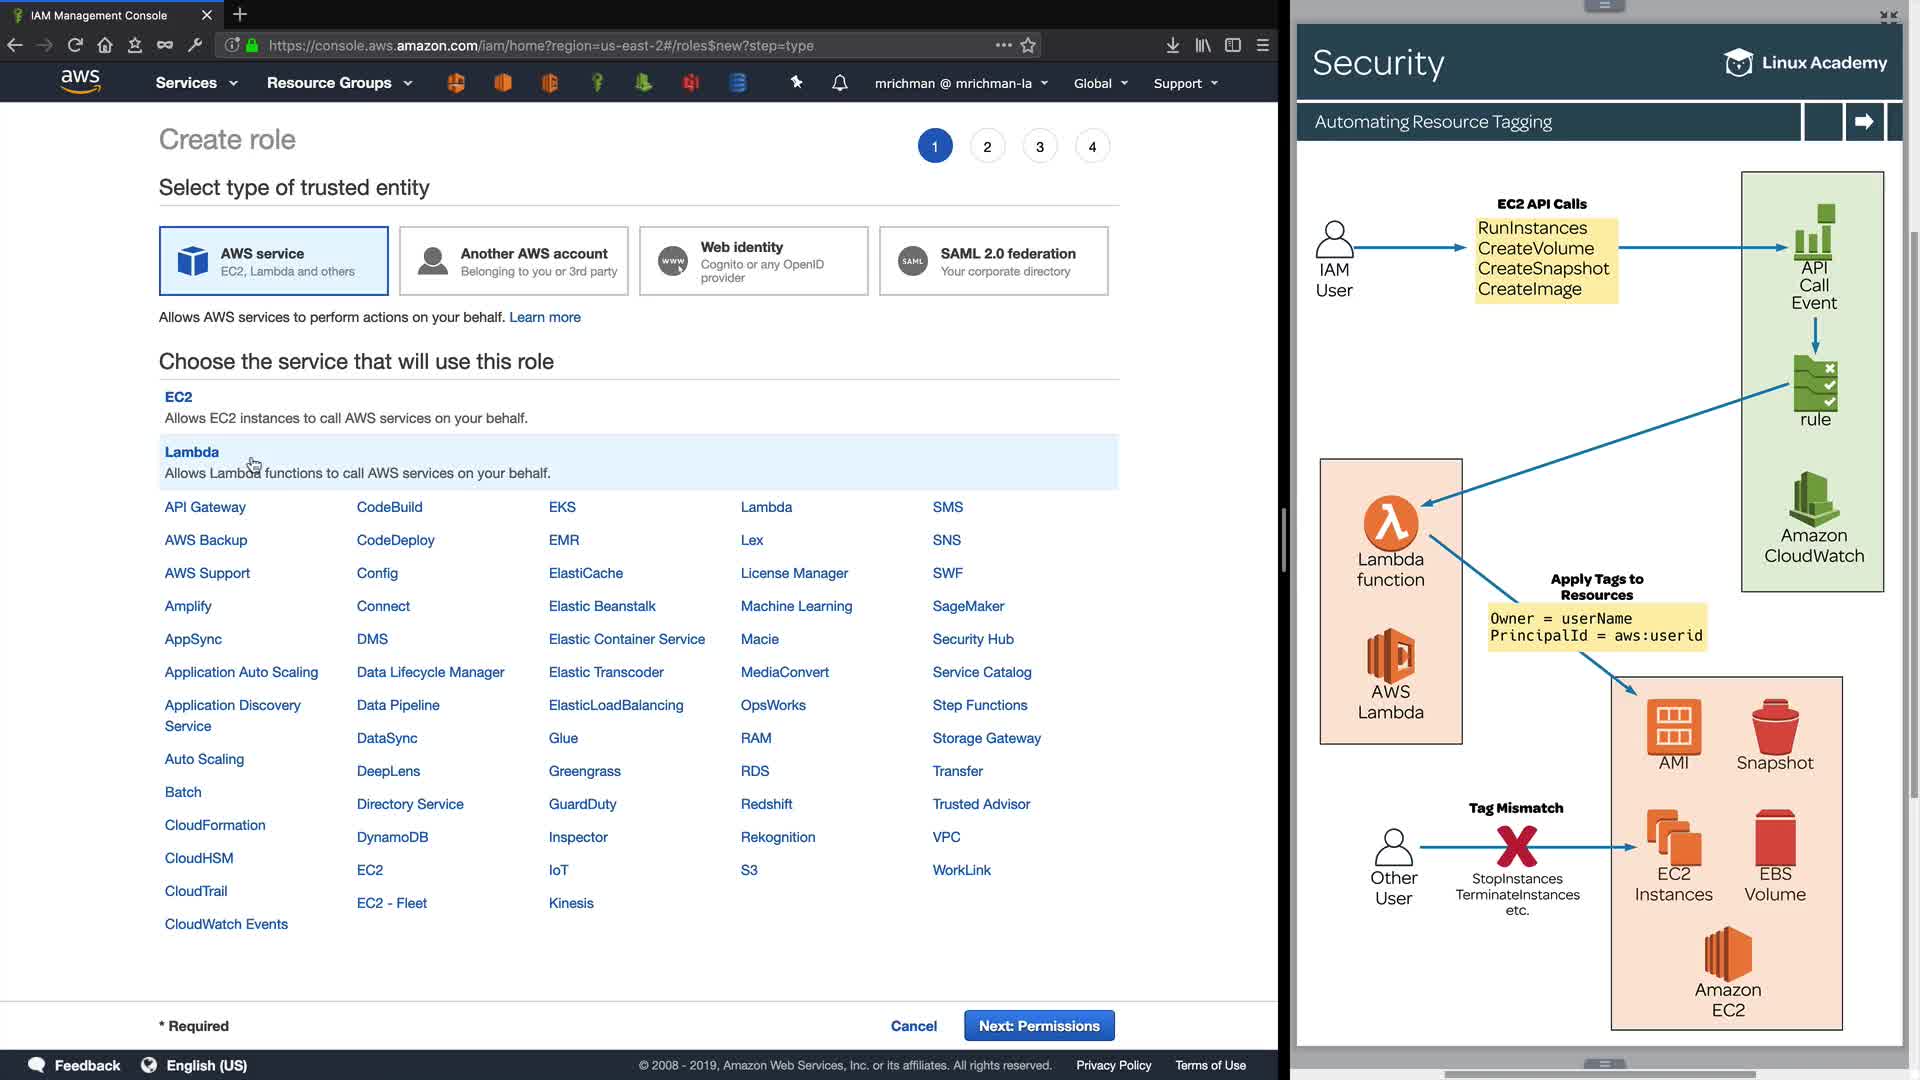 IAM Management Console
https://console.aws.amazon.com/iam/home?region=us-east-2#/roles$new?step=type
aws
Services
Resource Groups
mrichman @ mrichman-la
Global
Support
Create role
1
2
3
4
Select type of trusted entity
AWS service
EC2, Lambda and others
Another AWS account
Belonging to you or 3rd party
www
Web identity
Cognito or any OpenID
provider
SAML
SAML 2.0 federation
Your corporate directory
Allows AWS services to perform actions on your behalf. Learn more
Choose the service that will use this role
EC2
Allows EC2 instances to call AWS services on your behalf.
Lambda
Allows Lambda functions to call AWS services on your behalf.
API Gateway
AWS Backup
AWS Support
Amplify
AppSync
Application Auto Scaling
Application Discovery
Service
Auto Scaling
Batch
CloudFormation
CloudHSM
CloudTrail
CloudWatch Events
CodeBuild
CodeDeploy
Config
Connect
DMS
Data Lifecycle Manager
Data Pipeline
DataSync
DeepLens
Directory Service
DynamoDB
EC2
EC2 - Fleet
EKS
EMR
ElastiCache
Elastic Beanstalk
Elastic Container Service
Elastic Transcoder
ElasticLoadBalancing
Glue
Greengrass
GuardDuty
Inspector
IoT
Kinesis
Lambda
Lex
License Manager
Machine Learning
Macie
MediaConvert
OpsWorks
RAM
RDS
Redshift
Rekognition
S3
SMS
SNS
SWF
SageMaker
Security Hub
Service Catalog
Step Functions
Storage Gateway
Transfer
Trusted Advisor
VPC
WorkLink
* Required
Cancel
Next: Permissions
Feedback
English (US)
© 2008 - 2019, Amazon Web Services, Inc. or its affiliates. All rights reserved.
Privacy Policy
Terms of Use
Security
Linux Academy
Automating Resource Tagging
IAM
User
EC2 API Calls
RunInstances
CreateVolume
CreateSnapshot
CreateImage
API
Call
Event
rule
Amazon
CloudWatch
λ
Lambda
function
AWS
Lambda
Apply Tags to
Resources
Owner = userName
PrincipalId = aws:userid
AMI
Snapshot
Tag Mismatch
Other
User
StopInstances
TerminateInstances
etc.
EC2
Instances
EBS
Volume
Amazon
EC2